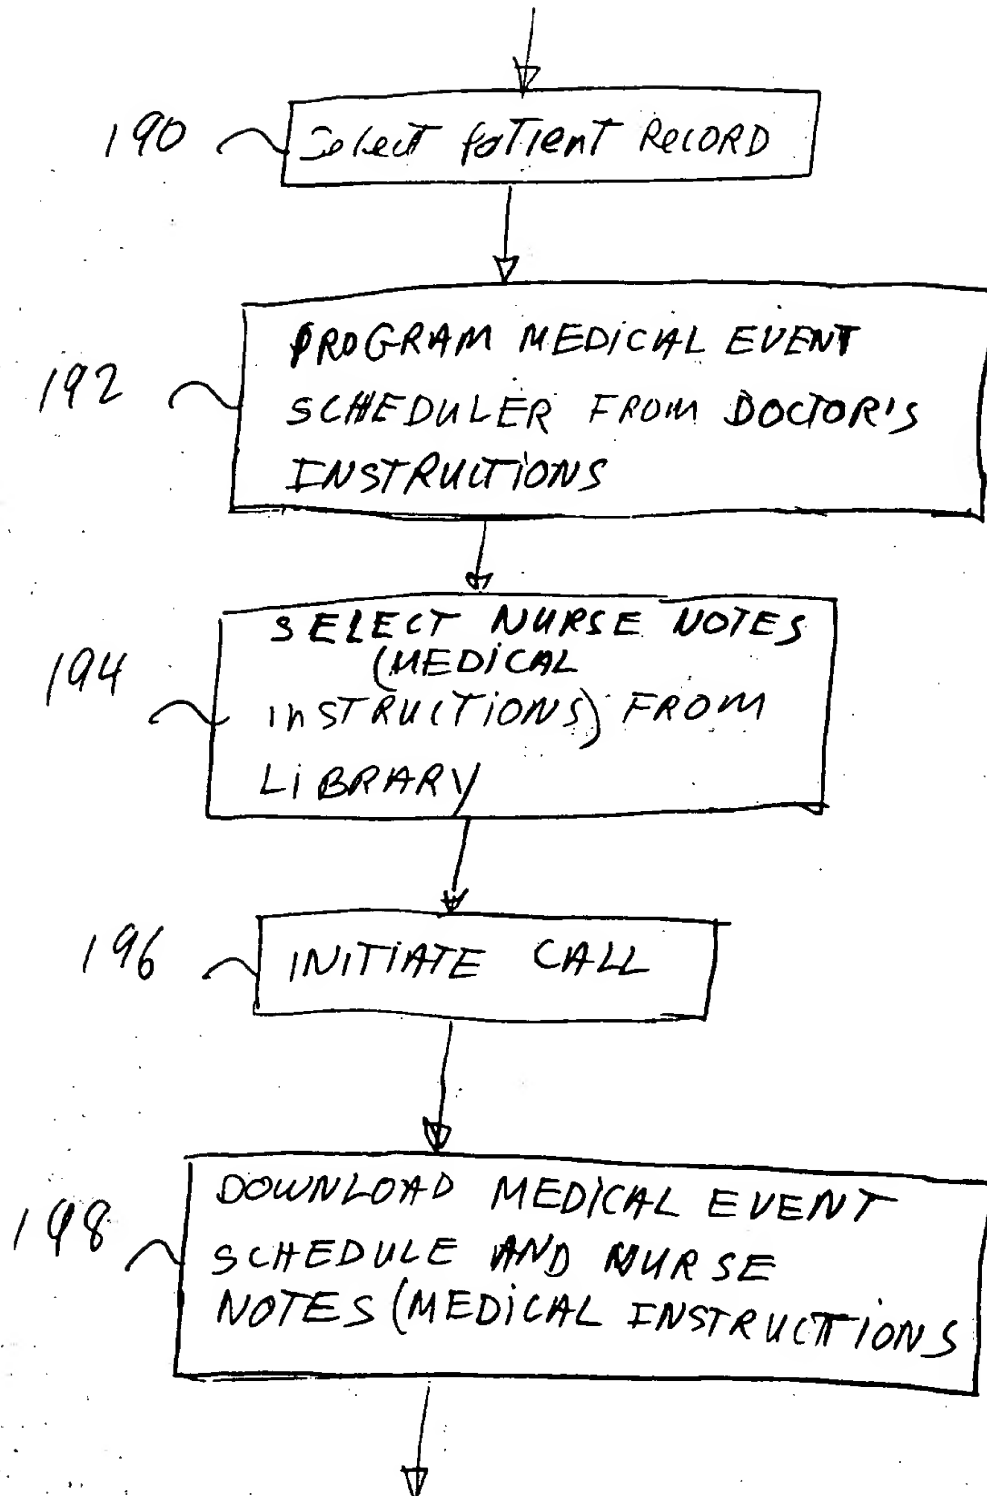 190 Select Patient RECORD
PROGRAM MEDICAL EVENT
192 SCHEDULER FROM DOCTOR'S
INSTRUCTIONS
SELECT NURSE NOTES
194 (MEDICAL
INSTRUCTIONS) FROM
LIBRARY
196 INITIATE CALL
DOWNLOAD MEDICAL EVENT
198 SCHEDULE AND NURSE
NOTES (MEDICAL INSTRUCTIONS